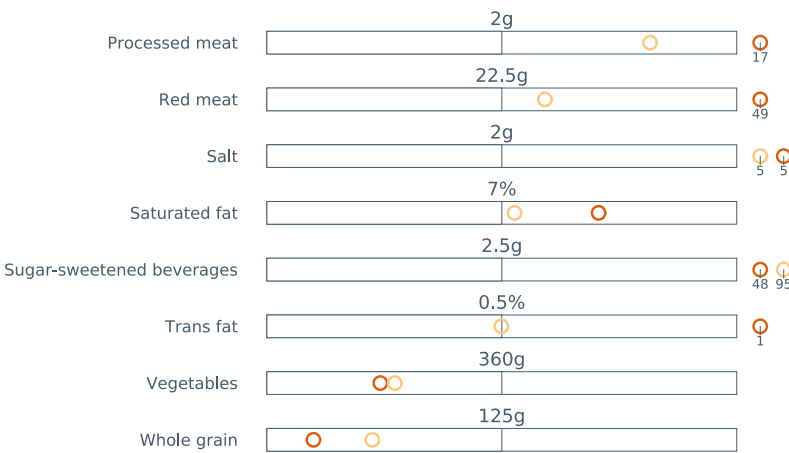 2g
Processed meat
17
22.5g
Red meat
49
2g
Salt
5 5
7%
Saturated fat
2.5g
Sugar-sweetened beverages
48 95
0.5%
Trans fat
1
360g
Vegetables
125g
Whole grain